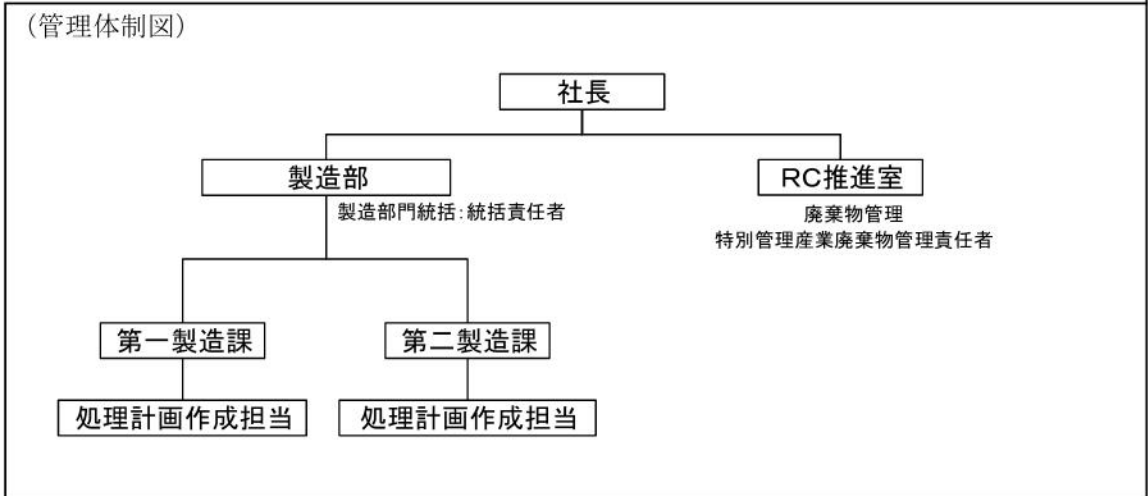 (管理体制図)
社長
製造部
製造部門統括:統括責任者
RC推進室
廃棄物管理
特別管理産業廃棄物管理責任者
第一製造課
第二製造課
処理計画作成担当
処理計画作成担当